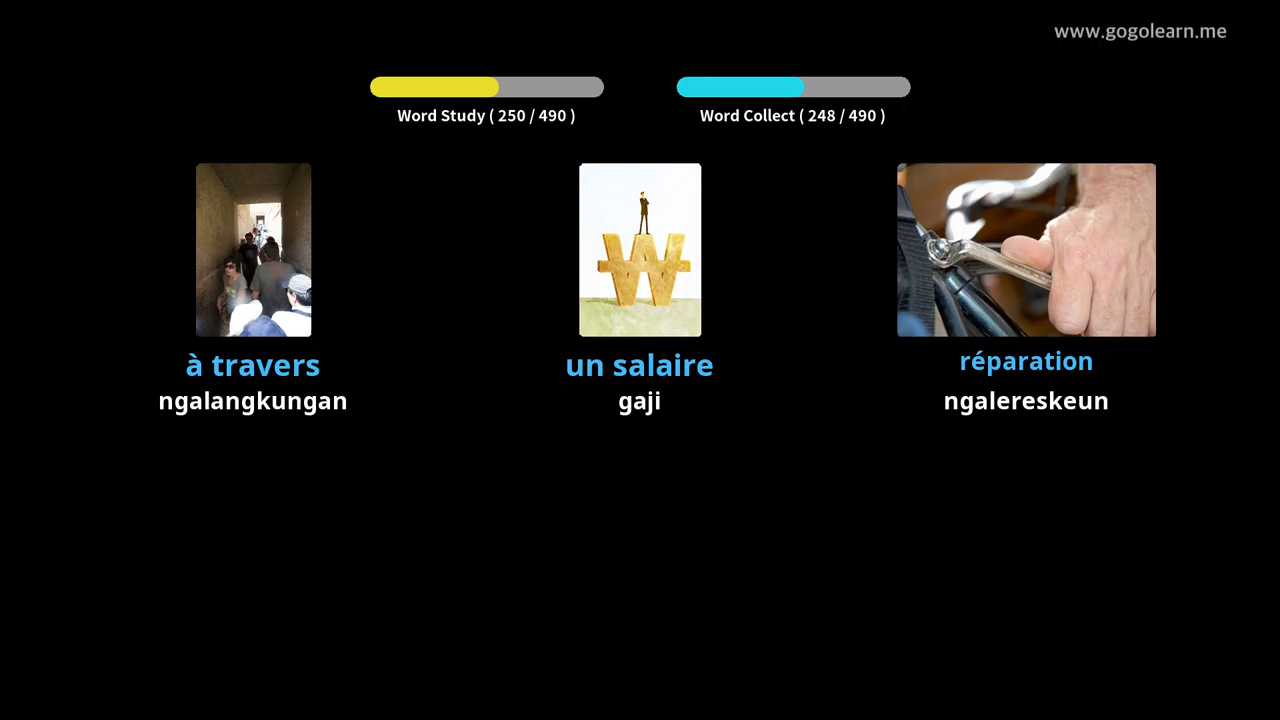 www.gogolearn.me
Word Study ( 250 / 490 )
Word Collect ( 248 / 490 )
à travers
un salaire
réparation
ngalangkungan
gaji
ngalereskeun